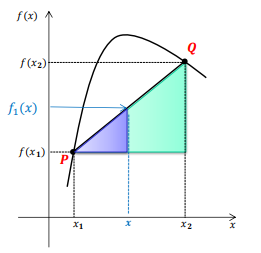 f(x)
Q
f(x₂)
f₁(x)
f(x₁)
P
x₁ x x₂ x